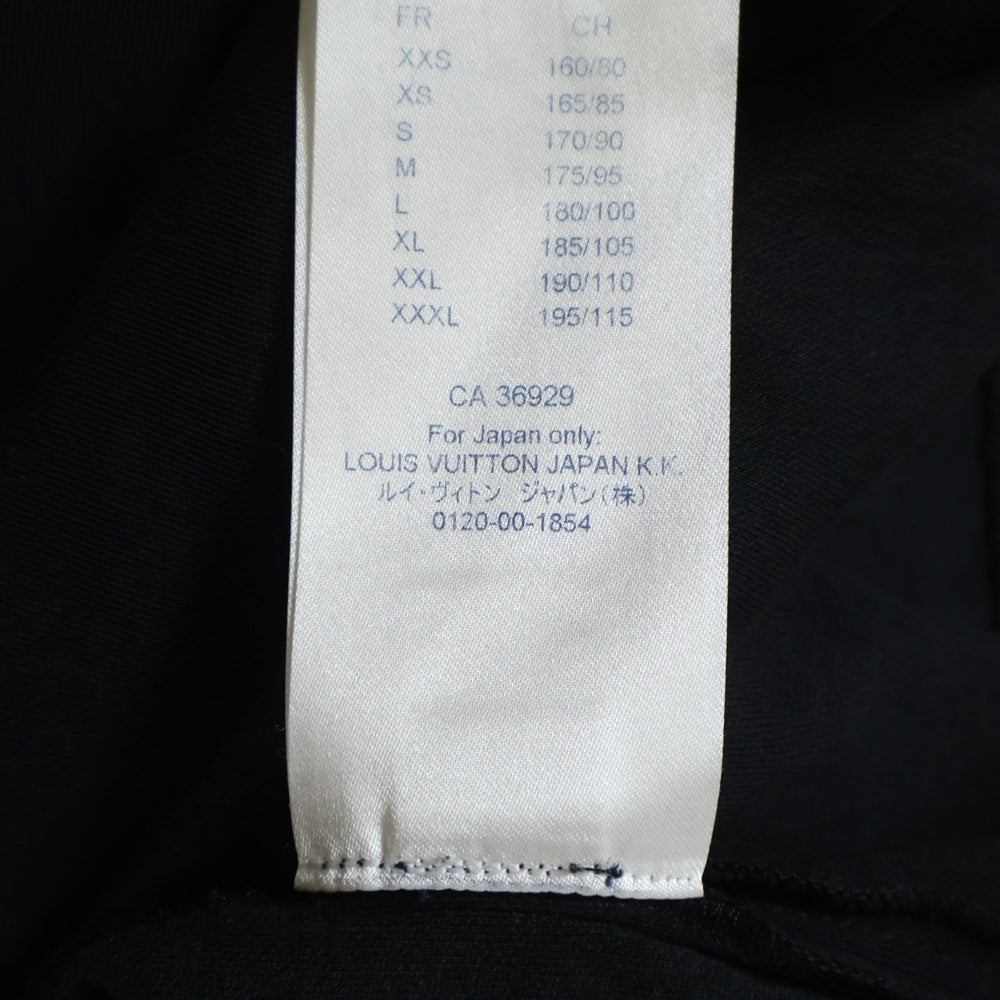 FR CH
XXS 160/80
XS 165/85
S 170/90
M 175/95
L 180/100
XL 185/105
XXL 190/110
XXXL 195/115
CA 36929
For Japan only:
LOUIS VUITTON JAPAN K.K.
ルイ・ヴィトン ジャパン(株)
0120-00-1854